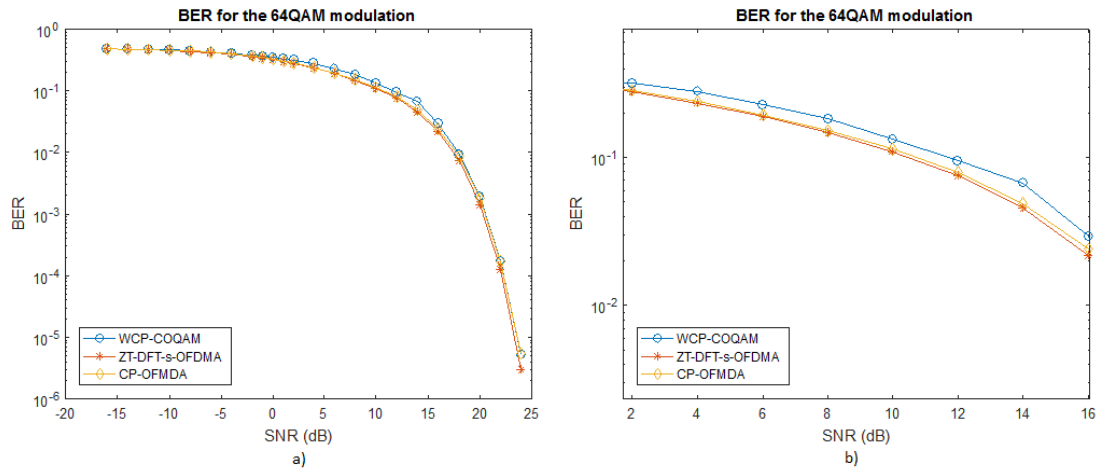 BER for the 64QAM modulation
10^0
10^-1
10^-2
10^-3
10^-4
10^-5
10^-6
BER
WCP-COQAM
ZT-DFT-s-OFDMA
CP-OFMDA
-20 -15 -10 -5 0 5 10 15 20 25
SNR (dB)
a)
BER for the 64QAM modulation
10^-1
10^-2
BER
WCP-COQAM
ZT-DFT-s-OFDMA
CP-OFMDA
2 4 6 8 10 12 14 16
SNR (dB)
b)